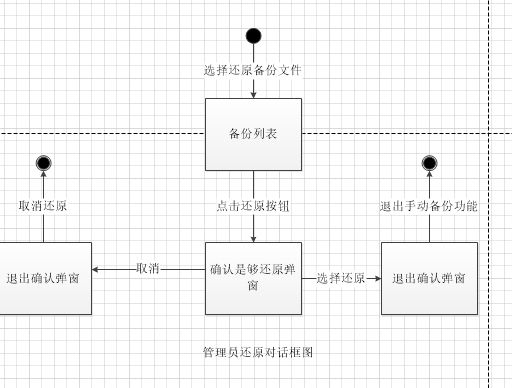 选择还原备份文件
备份列表
取消还原
点击还原按钮
退出手动备份功能
退出确认弹窗
取消
确认是够还原弹
窗
选择还原
退出确认弹窗
管理员还原对话框图